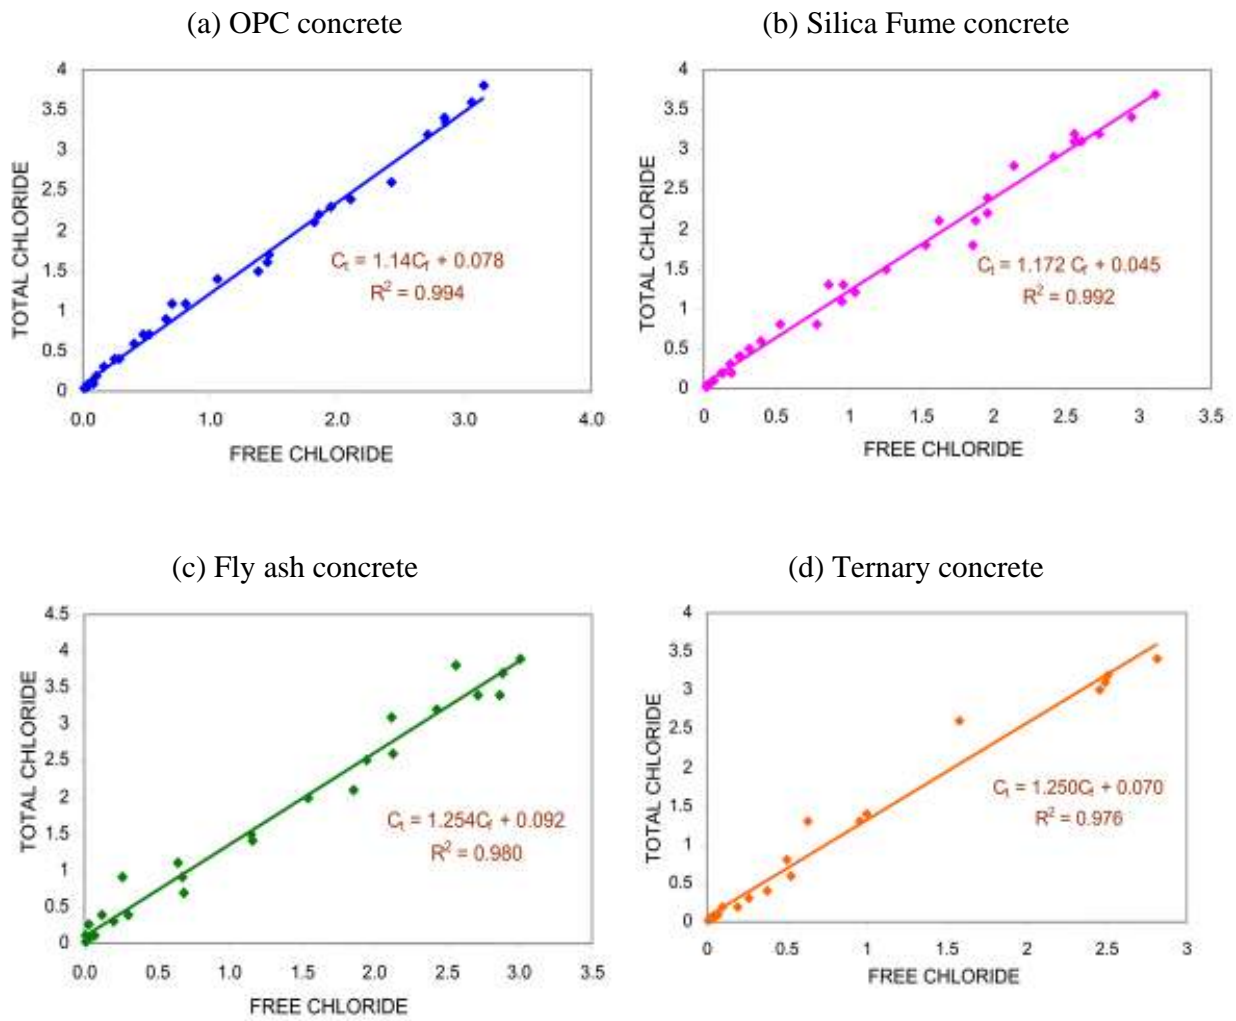 (a) OPC concrete
4
3.5
3
2.5
2
1.5
1
0.5
0
TOTAL CHLORIDE
Cₜ = 1.14C_f + 0.078
R² = 0.994
0.0 1.0 2.0 3.0 4.0
FREE CHLORIDE
(b) Silica Fume concrete
4
3.5
3
2.5
2
1.5
1
0.5
0
TOTAL CHLORIDE
Cₜ = 1.172 C_f + 0.045
R² = 0.992
0 0.5 1 1.5 2 2.5 3 3.5
FREE CHLORIDE
(c) Fly ash concrete
4.5
4
3.5
3
2.5
2
1.5
1
0.5
0
TOTAL CHLORIDE
Cₜ = 1.254C_f + 0.092
R² = 0.980
0.0 0.5 1.0 1.5 2.0 2.5 3.0 3.5
FREE CHLORIDE
(d) Ternary concrete
4
3.5
3
2.5
2
1.5
1
0.5
0
TOTAL CHLORIDE
Cₜ = 1.250C_f + 0.070
R² = 0.976
0 0.5 1 1.5 2 2.5 3
FREE CHLORIDE